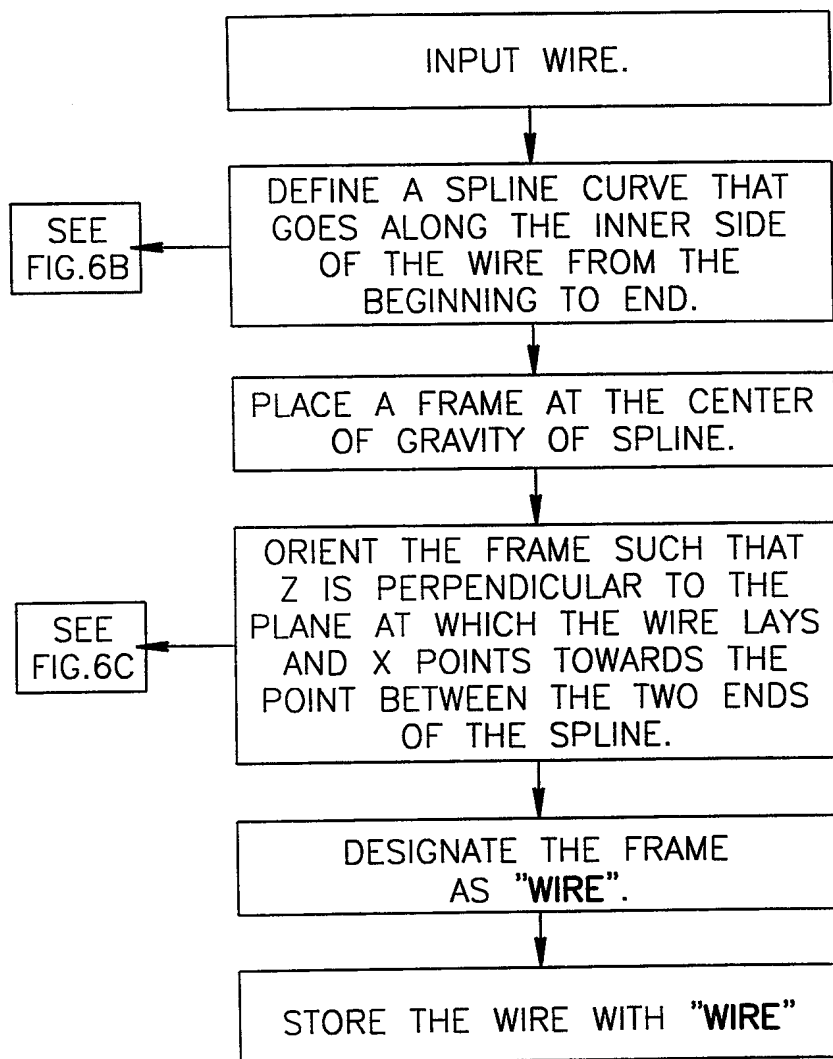 INPUT WIRE.
DEFINE A SPLINE CURVE THAT
GOES ALONG THE INNER SIDE
OF THE WIRE FROM THE
BEGINNING TO END.
SEE
FIG.6B
PLACE A FRAME AT THE CENTER
OF GRAVITY OF SPLINE.
ORIENT THE FRAME SUCH THAT
Z IS PERPENDICULAR TO THE
PLANE AT WHICH THE WIRE LAYS
AND X POINTS TOWARDS THE
POINT BETWEEN THE TWO ENDS
OF THE SPLINE.
SEE
FIG.6C
DESIGNATE THE FRAME
AS "WIRE".
STORE THE WIRE WITH "WIRE"